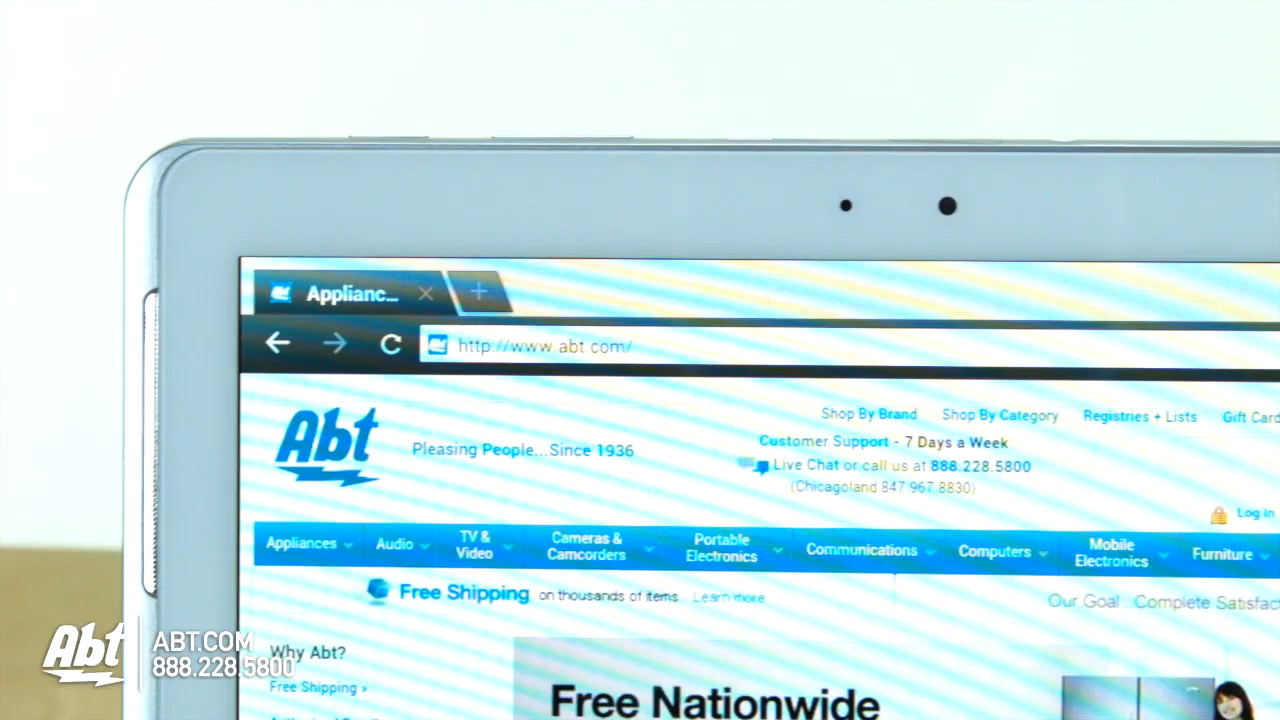 Applianc...
http://www.abt.com/
Shop By Brand Shop By Category Registries + Lists Gift Card
Abt
Pleasing People...Since 1936
Customer Support - 7 Days a Week
Live Chat or call us at 888.228.5800
(Chicagoland 847.967.8830)
Log in
Appliances Audio TV & Video Cameras & Camcorders Portable Electronics Communications Computers Mobile Electronics Furniture
Free Shipping on thousands of items. Learn more
Our Goal...Complete Satisfact
Why Abt?
Free Shipping
Free Nationwide
Abt
ABT.COM
888.228.5800